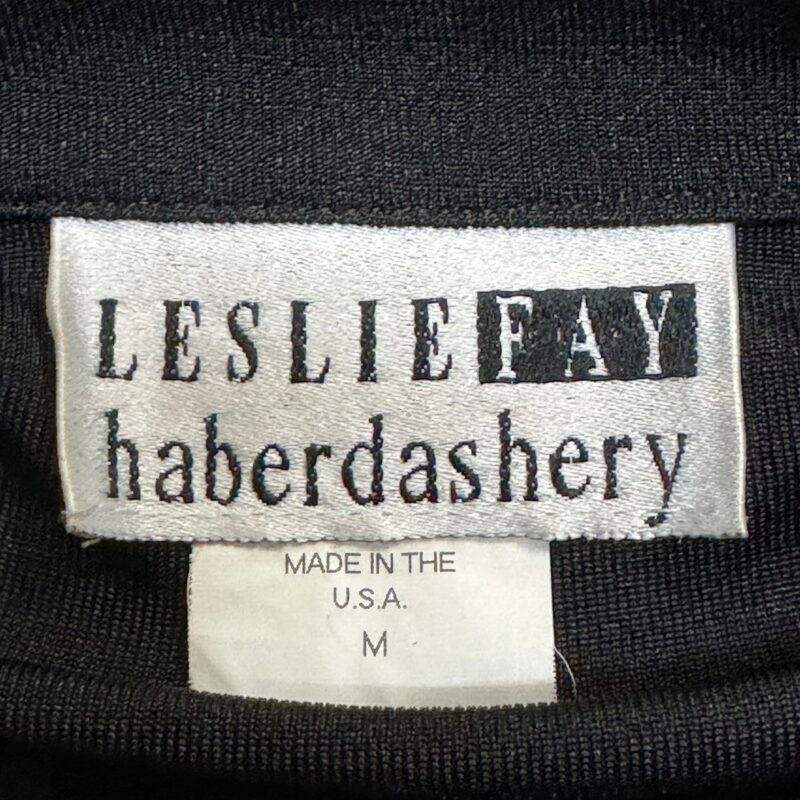 LESLIE FAY
haberdashery
MADE IN THE
U.S.A.
M